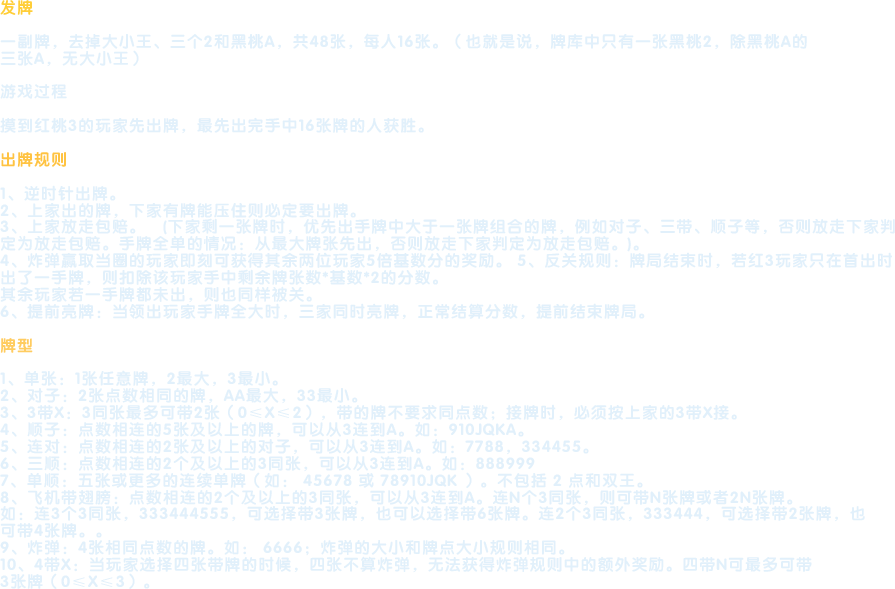 发牌
一副牌，去掉大小王、三个2和黑桃A，共48张，每人16张。（也就是说，牌库中只有一张黑桃2，除黑桃A的
三张A，无大小王）
游戏过程
摸到红桃3的玩家先出牌，最先出完手中16张牌的人获胜。
出牌规则
1、逆时针出牌。
2、上家出的牌，下家有牌能压住则必定要出牌。
3、上家放走包赔。 （下家剩一张牌时，优先出手牌中大于一张牌组合的牌，例如对子、三带、顺子等，否则放走下家判
定为放走包赔。手牌全单的情况：从最大牌张先出，否则放走下家判定为放走包赔。)。
4、炸弹赢取当圈的玩家即刻可获得其余两位玩家5倍基数分的奖励。 5、反关规则：牌局结束时，若红3玩家只在首出时
出了一手牌，则扣除该玩家手中剩余牌张数*基数*2的分数。
其余玩家若一手牌都未出，则也同样被关。
6、提前亮牌：当领出玩家手牌全大时，三家同时亮牌，正常结算分数，提前结束牌局。
牌型
1、单张：1张任意牌，2最大，3最小。
2、对子：2张点数相同的牌，AA最大，33最小。
3、3带X：3同张最多可带2张（0≤X≤2），带的牌不要求同点数；接牌时，必须按上家的3带X接。
4、顺子：点数相连的5张及以上的牌，可以从3连到A。如：910JQKA。
5、连对：点数相连的2张及以上的对子，可以从3连到A。如：7788，334455。
6、三顺：点数相连的2个及以上的3同张，可以从3连到A。如：888999
7、单顺：五张或更多的连续单牌（如： 45678 或 78910JQK ）。不包括 2 点和双王。
8、飞机带翅膀：点数相连的2个及以上的3同张，可以从3连到A。连N个3同张，则可带N张牌或者2N张牌。
如：连3个3同张，333444555，可选择带3张牌，也可以选择带6张牌。连2个3同张，333444，可选择带2张牌，也
可带4张牌。。
9、炸弹：4张相同点数的牌。如： 6666；炸弹的大小和牌点大小规则相同。
10、4带X：当玩家选择四张带牌的时候，四张不算炸弹，无法获得炸弹规则中的额外奖励。四带N可最多可带
3张牌（0≤X≤3）。